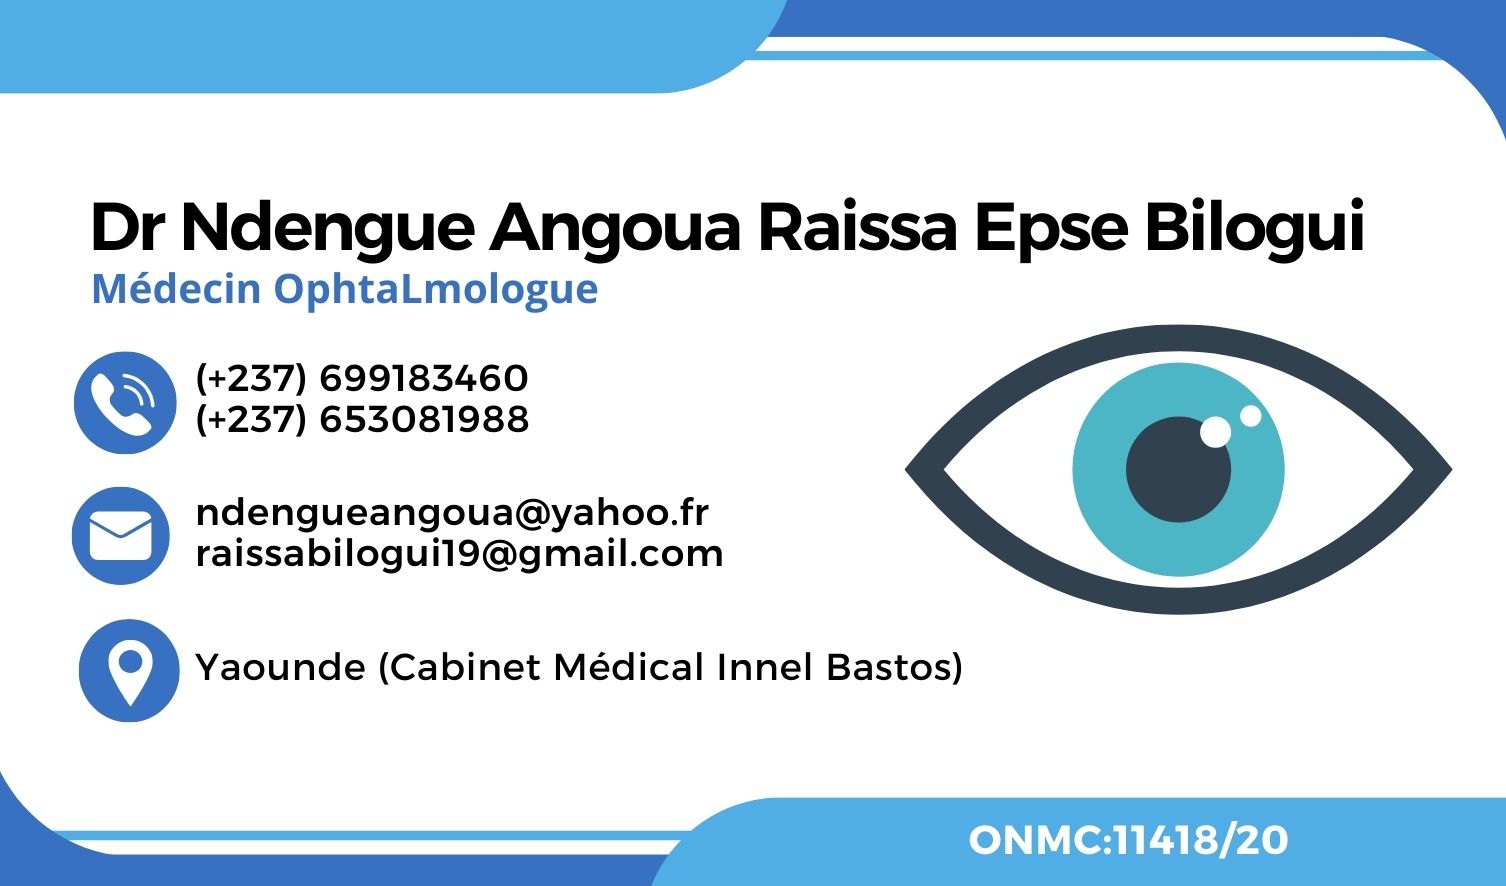 Dr Ndengue Angoua Raissa Epse Bilogui
Médecin OphtaLmologue
(+237) 699183460
(+237) 653081988
ndengueangoua@yahoo.fr
raissabilogui19@gmail.com
Yaounde (Cabinet Médical Innel Bastos)
ONMC:11418/20